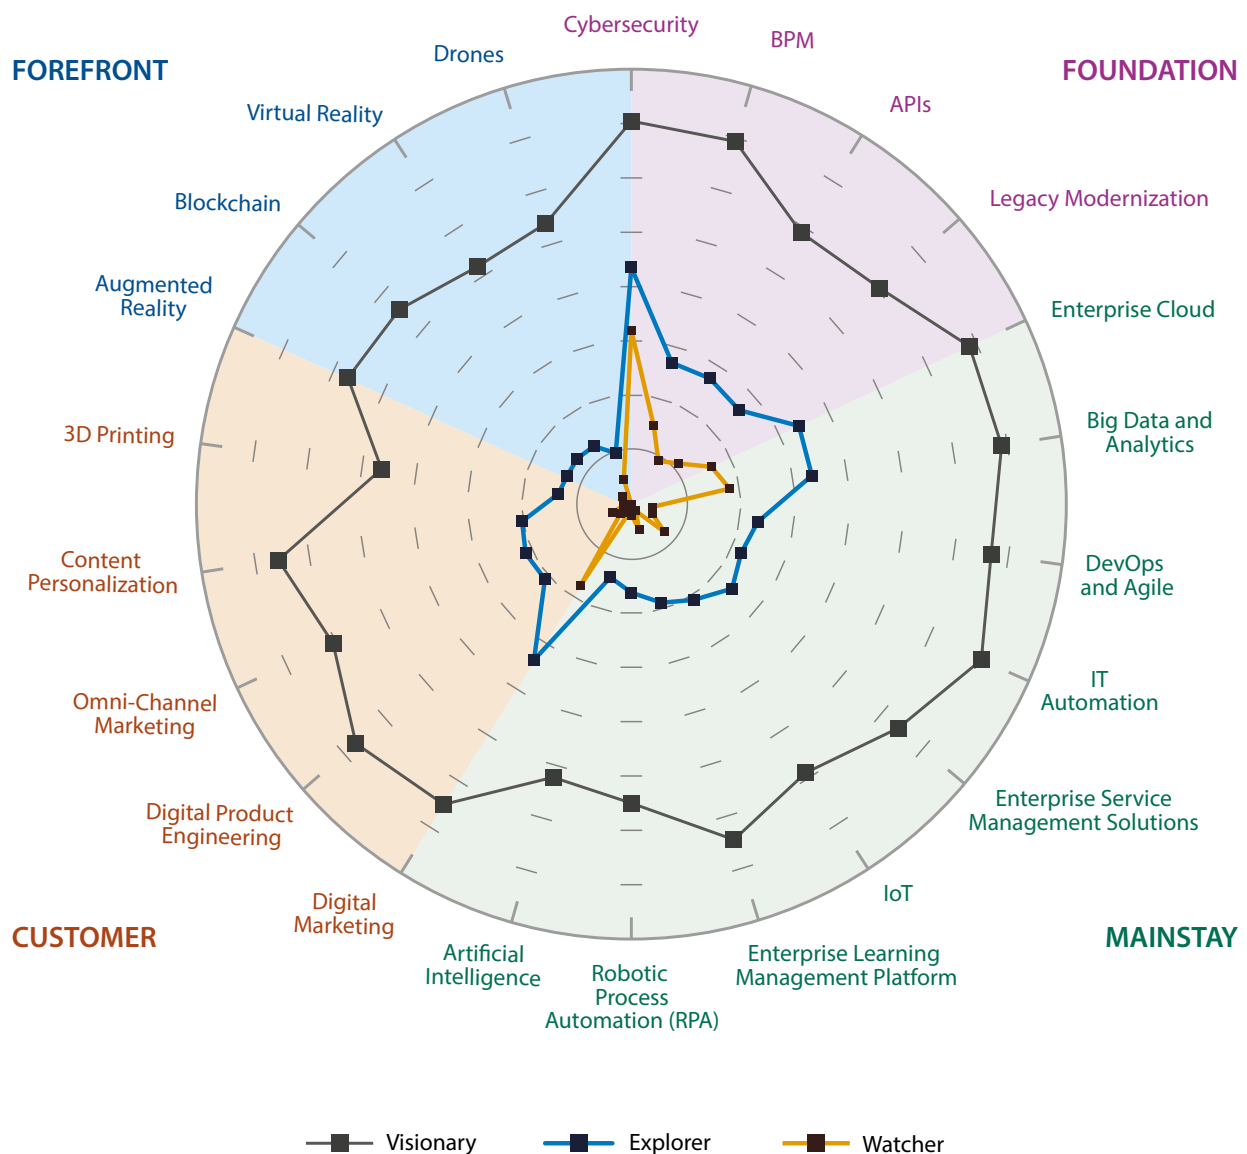 Cybersecurity
BPM
Drones
FOREFRONT
FOUNDATION
APIs
Virtual Reality
Legacy Modernization
Blockchain
Augmented
Reality
Enterprise Cloud
3D Printing
Big Data and
Analytics
Content
Personalization
DevOps
and Agile
Omni-Channel
Marketing
IT
Automation
Digital Product
Engineering
Enterprise Service
Management Solutions
Digital
Marketing
IoT
CUSTOMER
MAINSTAY
Artificial
Intelligence
Robotic
Process
Automation (RPA)
Enterprise Learning
Management Platform
Visionary
Explorer
Watcher